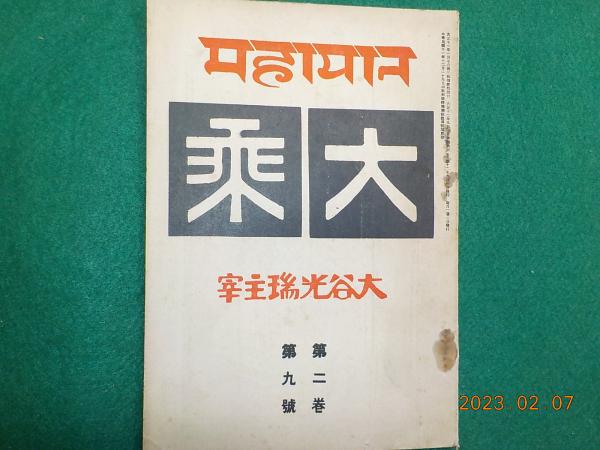 महायान
大乘
大谷光瑞主宰
第二巻
第九號
2023.02.07